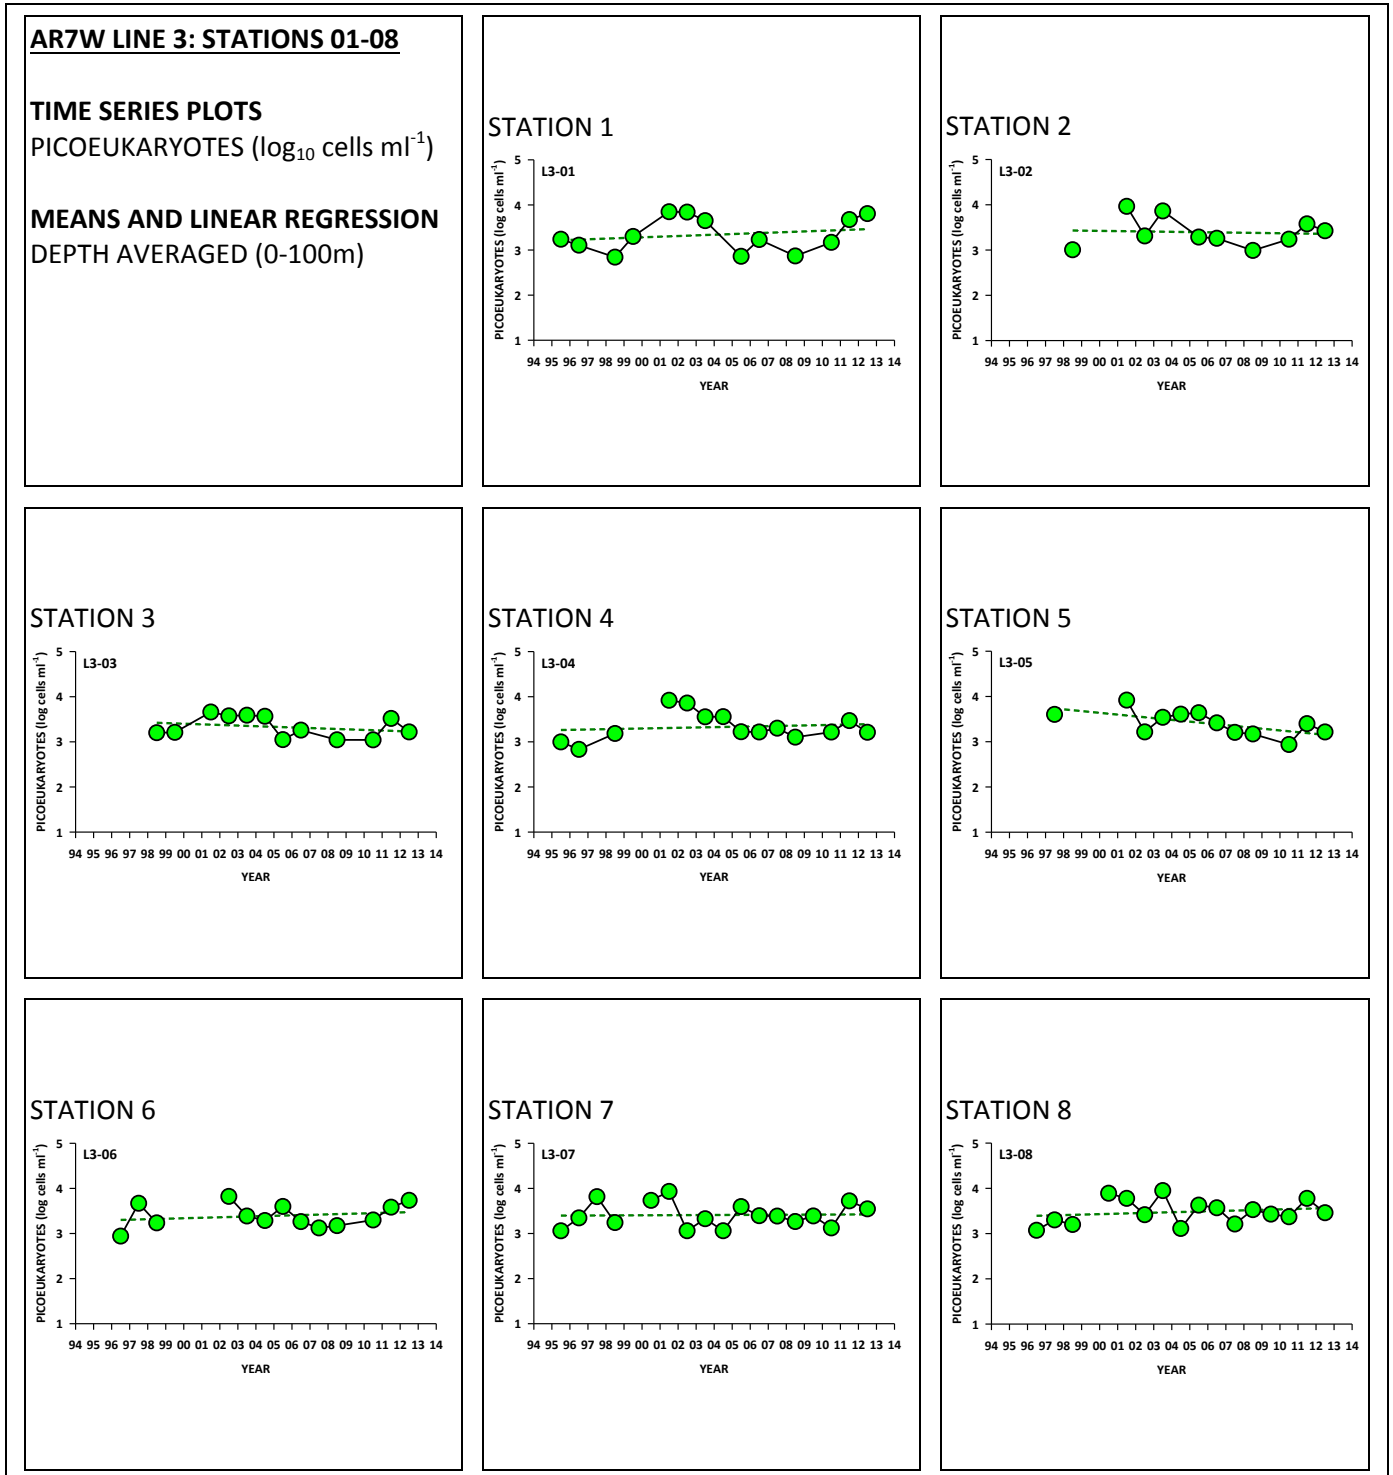 AR7W LINE 3: STATIONS 01-08
TIME SERIES PLOTS
PICOEUKARYOTES (log₁₀ cells ml⁻¹)
MEANS AND LINEAR REGRESSION
DEPTH AVERAGED (0-100m)
STATION 1
L3-01
PICOEUKARYOTES (log cells ml⁻¹)
5
4
3
2
1
94 95 96 97 98 99 00 01 02 03 04 05 06 07 08 09 10 11 12 13 14
YEAR
STATION 2
L3-02
PICOEUKARYOTES (log cells ml⁻¹)
5
4
3
2
1
94 95 96 97 98 99 00 01 02 03 04 05 06 07 08 09 10 11 12 13 14
YEAR
STATION 3
L3-03
PICOEUKARYOTES (log cells ml⁻¹)
5
4
3
2
1
94 95 96 97 98 99 00 01 02 03 04 05 06 07 08 09 10 11 12 13 14
YEAR
STATION 4
L3-04
PICOEUKARYOTES (log cells ml⁻¹)
5
4
3
2
1
94 95 96 97 98 99 00 01 02 03 04 05 06 07 08 09 10 11 12 13 14
YEAR
STATION 5
L3-05
PICOEUKARYOTES (log cells ml⁻¹)
5
4
3
2
1
94 95 96 97 98 99 00 01 02 03 04 05 06 07 08 09 10 11 12 13 14
YEAR
STATION 6
L3-06
PICOEUKARYOTES (log cells ml⁻¹)
5
4
3
2
1
94 95 96 97 98 99 00 01 02 03 04 05 06 07 08 09 10 11 12 13 14
YEAR
STATION 7
L3-07
PICOEUKARYOTES (log cells ml⁻¹)
5
4
3
2
1
94 95 96 97 98 99 00 01 02 03 04 05 06 07 08 09 10 11 12 13 14
YEAR
STATION 8
L3-08
PICOEUKARYOTES (log cells ml⁻¹)
5
4
3
2
1
94 95 96 97 98 99 00 01 02 03 04 05 06 07 08 09 10 11 12 13 14
YEAR